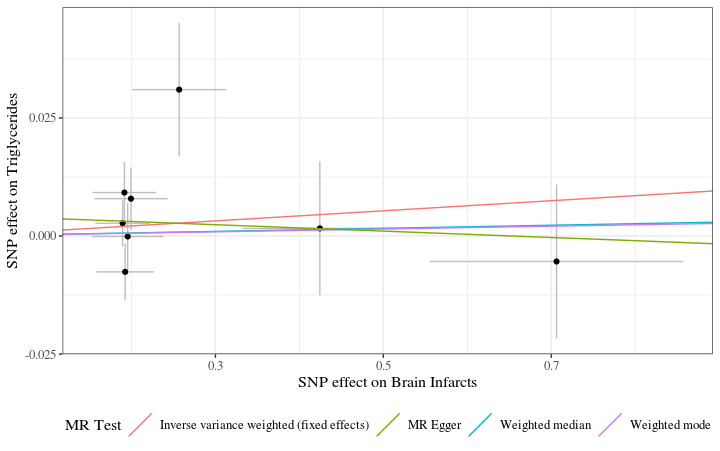 SNP effect on Triglycerides
0.025
0.000
-0.025
0.3
0.5
0.7
SNP effect on Brain Infarcts
MR Test
Inverse variance weighted (fixed effects)
MR Egger
Weighted median
Weighted mode